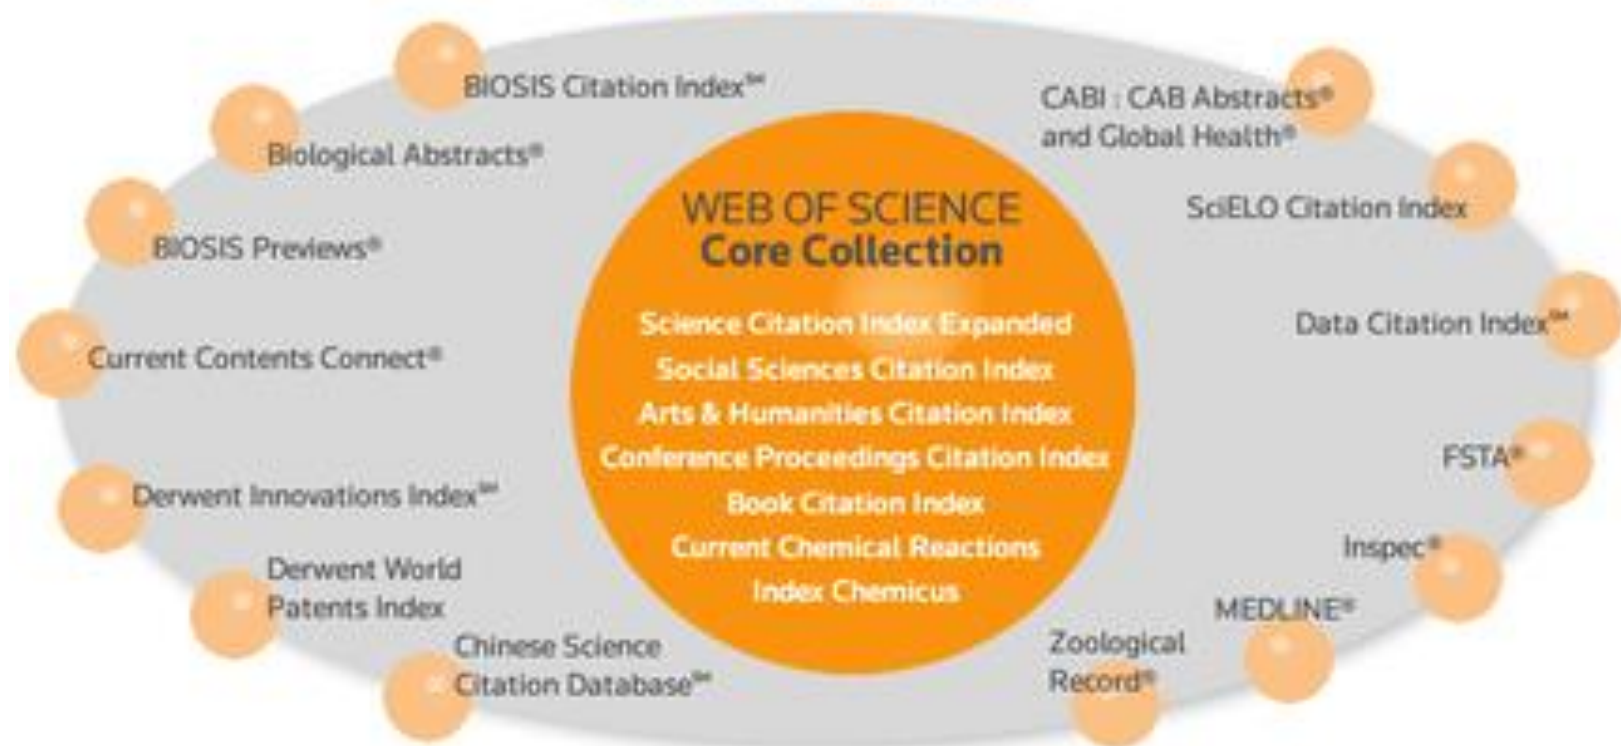 BIOSIS Citation Index℠
Biological Abstracts®
BIOSIS Previews®
Current Contents Connect®
Derwent Innovations Index℠
Derwent World
Patents Index
Chinese Science
Citation Database℠
WEB OF SCIENCE
Core Collection
Science Citation Index Expanded
Social Sciences Citation Index
Arts & Humanities Citation Index
Conference Proceedings Citation Index
Book Citation Index
Current Chemical Reactions
Index Chemicus
CABI : CAB Abstracts®
and Global Health®
SciELO Citation Index
Data Citation Index℠
FSTA®
Inspec®
MEDLINE®
Zoological
Record®